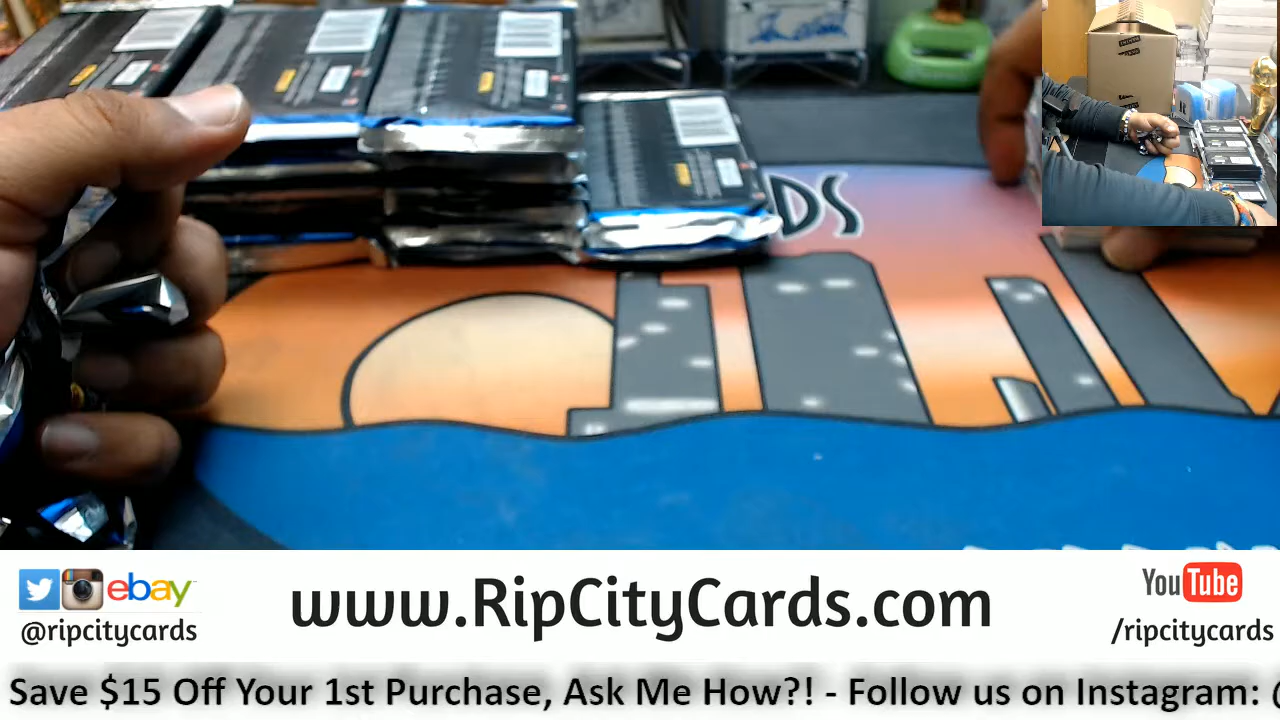 DS
ebay
@ripcitycards
www.RipCityCards.com
YouTube
/ripcitycards
Save $15 Off Your 1st Purchase, Ask Me How?! - Follow us on Instagram: